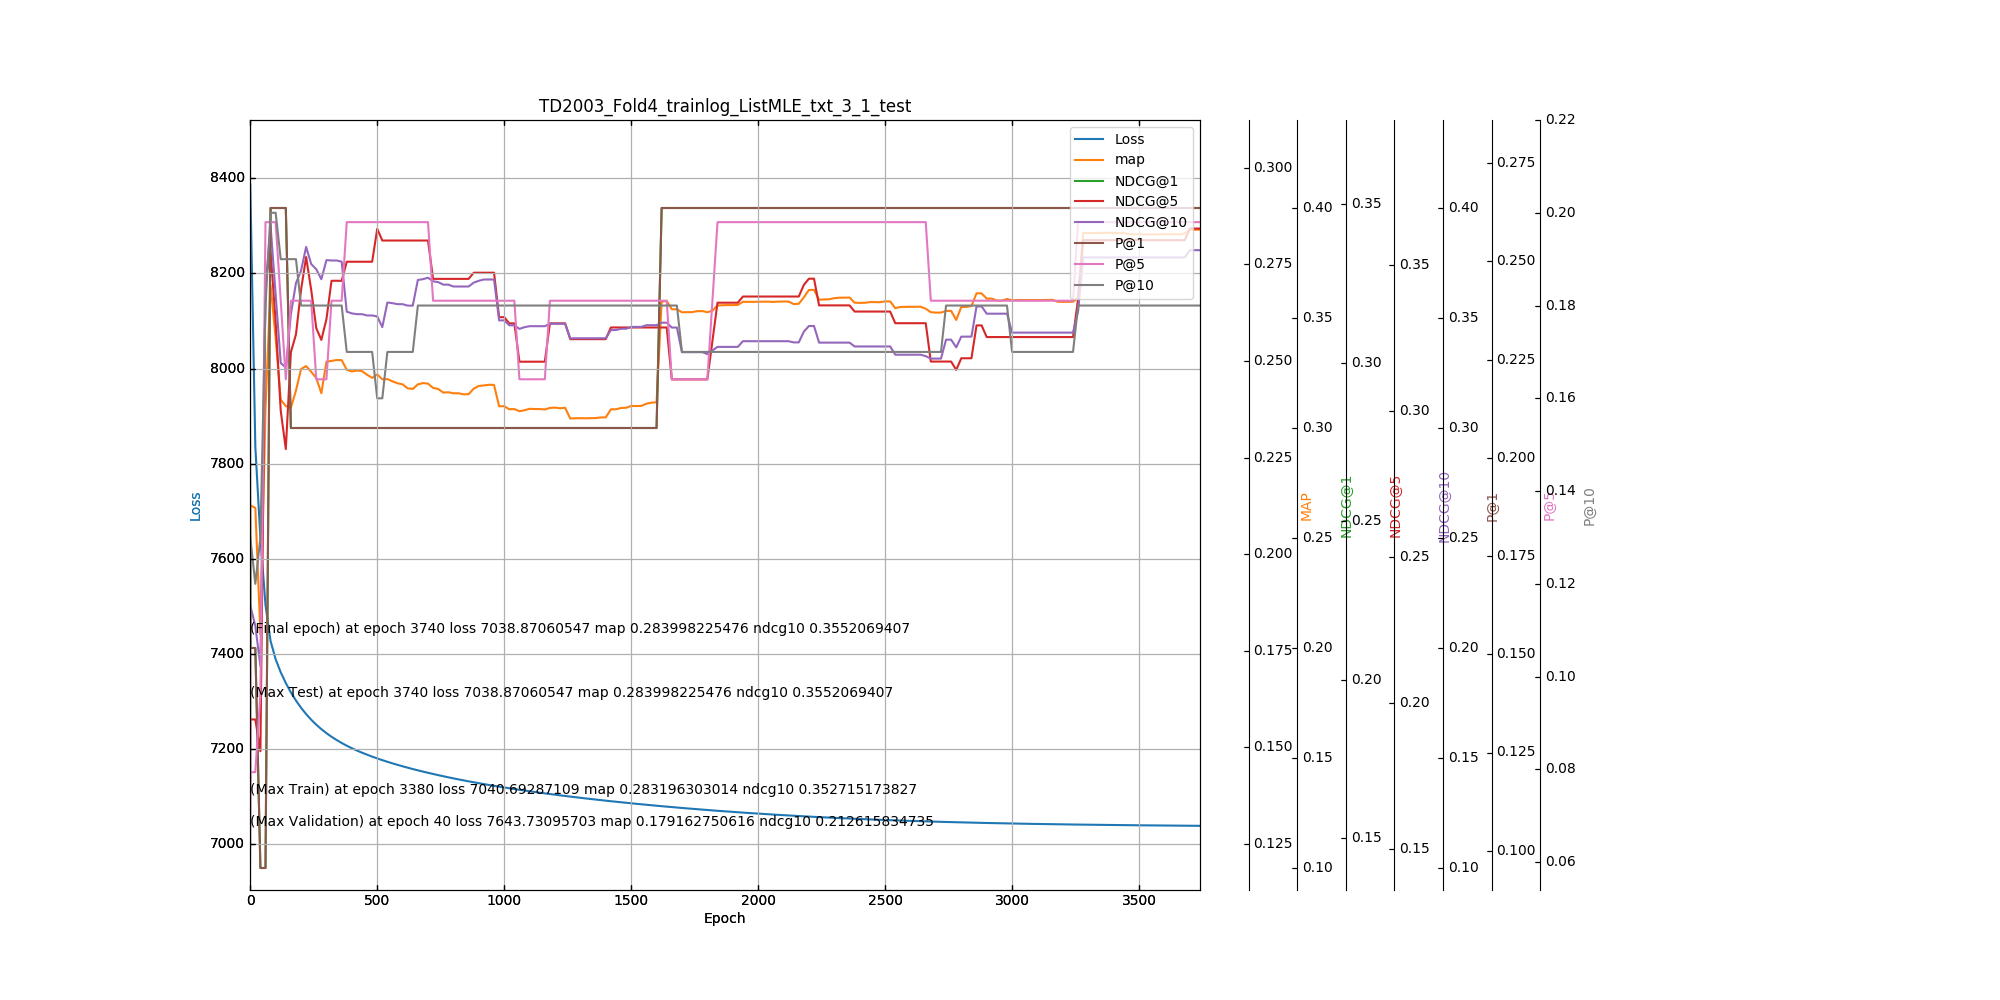 TD2003_Fold4_trainlog_ListMLE_txt_3_1_test
Loss
map
NDCG@1
NDCG@5
NDCG@10
P@1
P@5
P@10
8400
8200
8000
7800
7600
7400
7200
7000
Loss
(Final epoch) at epoch 3740 loss 7038.87060547 map 0.283998225476 ndcg10 0.3552069407
(Max Test) at epoch 3740 loss 7038.87060547 map 0.283998225476 ndcg10 0.3552069407
(Max Train) at epoch 3380 loss 7040.69287109 map 0.283196303014 ndcg10 0.352715173827
(Max Validation) at epoch 40 loss 7643.73095703 map 0.179162750616 ndcg10 0.212615834735
0 500 1000 1500 2000 2500 3000 3500
Epoch
0.300
0.275
0.250
0.225
0.200
0.175
0.150
0.125
MAP
0.40
0.35
0.30
0.25
0.20
0.15
0.10
NDCG@1
0.35
0.30
0.25
0.20
0.15
NDCG@5
0.35
0.30
0.25
0.20
0.15
NDCG@10
0.40
0.35
0.30
0.25
0.20
0.15
0.10
P@1
0.275
0.250
0.225
0.200
0.175
0.150
0.125
0.100
P@5
0.22
0.20
0.18
0.16
0.14
0.12
0.10
0.08
0.06
P@10